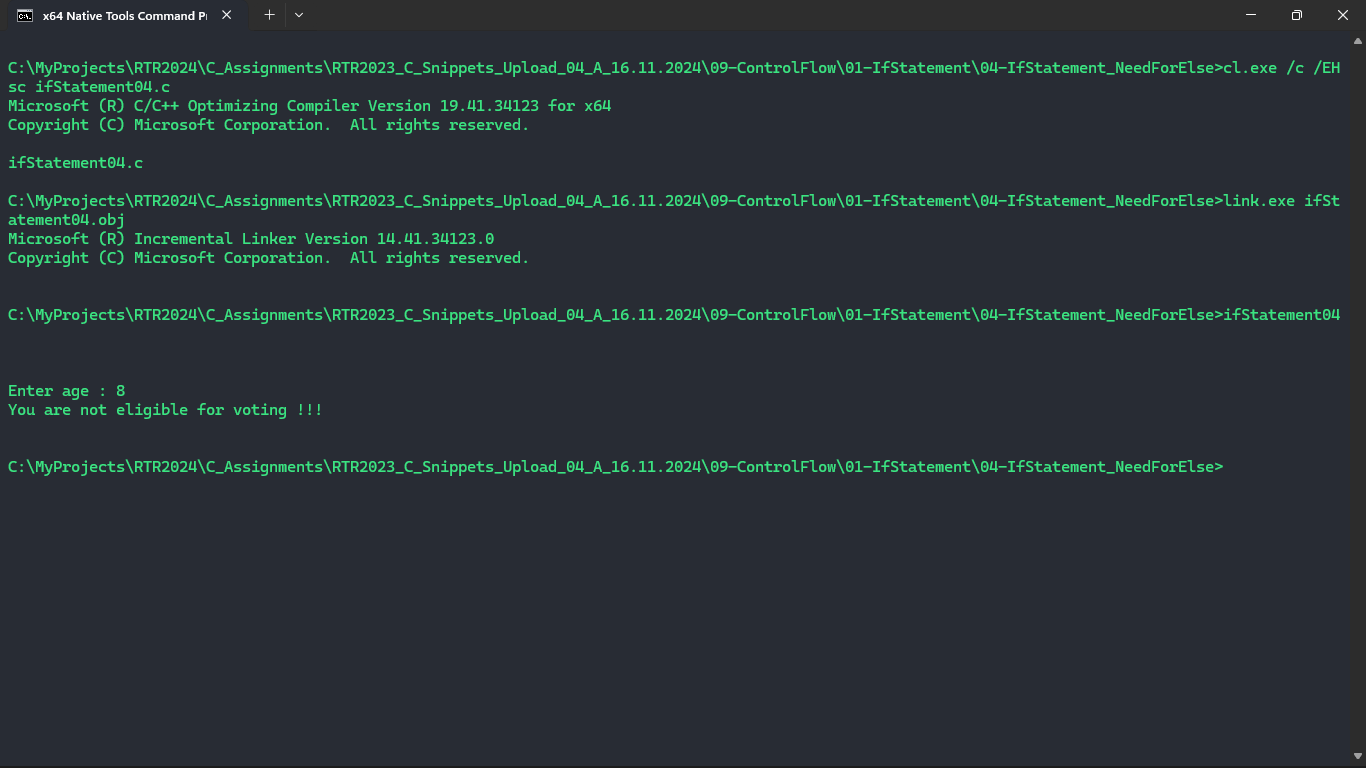 x64 Native Tools Command P
C:\MyProjects\RTR2024\C_Assignments\RTR2023_C_Snippets_Upload_04_A_16.11.2024\09-ControlFlow\01-IfStatement\04-IfStatement_NeedForElse>cl.exe /c /EH
sc ifStatement04.c
Microsoft (R) C/C++ Optimizing Compiler Version 19.41.34123 for x64
Copyright (C) Microsoft Corporation.  All rights reserved.
ifStatement04.c
C:\MyProjects\RTR2024\C_Assignments\RTR2023_C_Snippets_Upload_04_A_16.11.2024\09-ControlFlow\01-IfStatement\04-IfStatement_NeedForElse>link.exe ifSt
atement04.obj
Microsoft (R) Incremental Linker Version 14.41.34123.0
Copyright (C) Microsoft Corporation.  All rights reserved.
C:\MyProjects\RTR2024\C_Assignments\RTR2023_C_Snippets_Upload_04_A_16.11.2024\09-ControlFlow\01-IfStatement\04-IfStatement_NeedForElse>ifStatement04
Enter age : 8
You are not eligible for voting !!!
C:\MyProjects\RTR2024\C_Assignments\RTR2023_C_Snippets_Upload_04_A_16.11.2024\09-ControlFlow\01-IfStatement\04-IfStatement_NeedForElse>